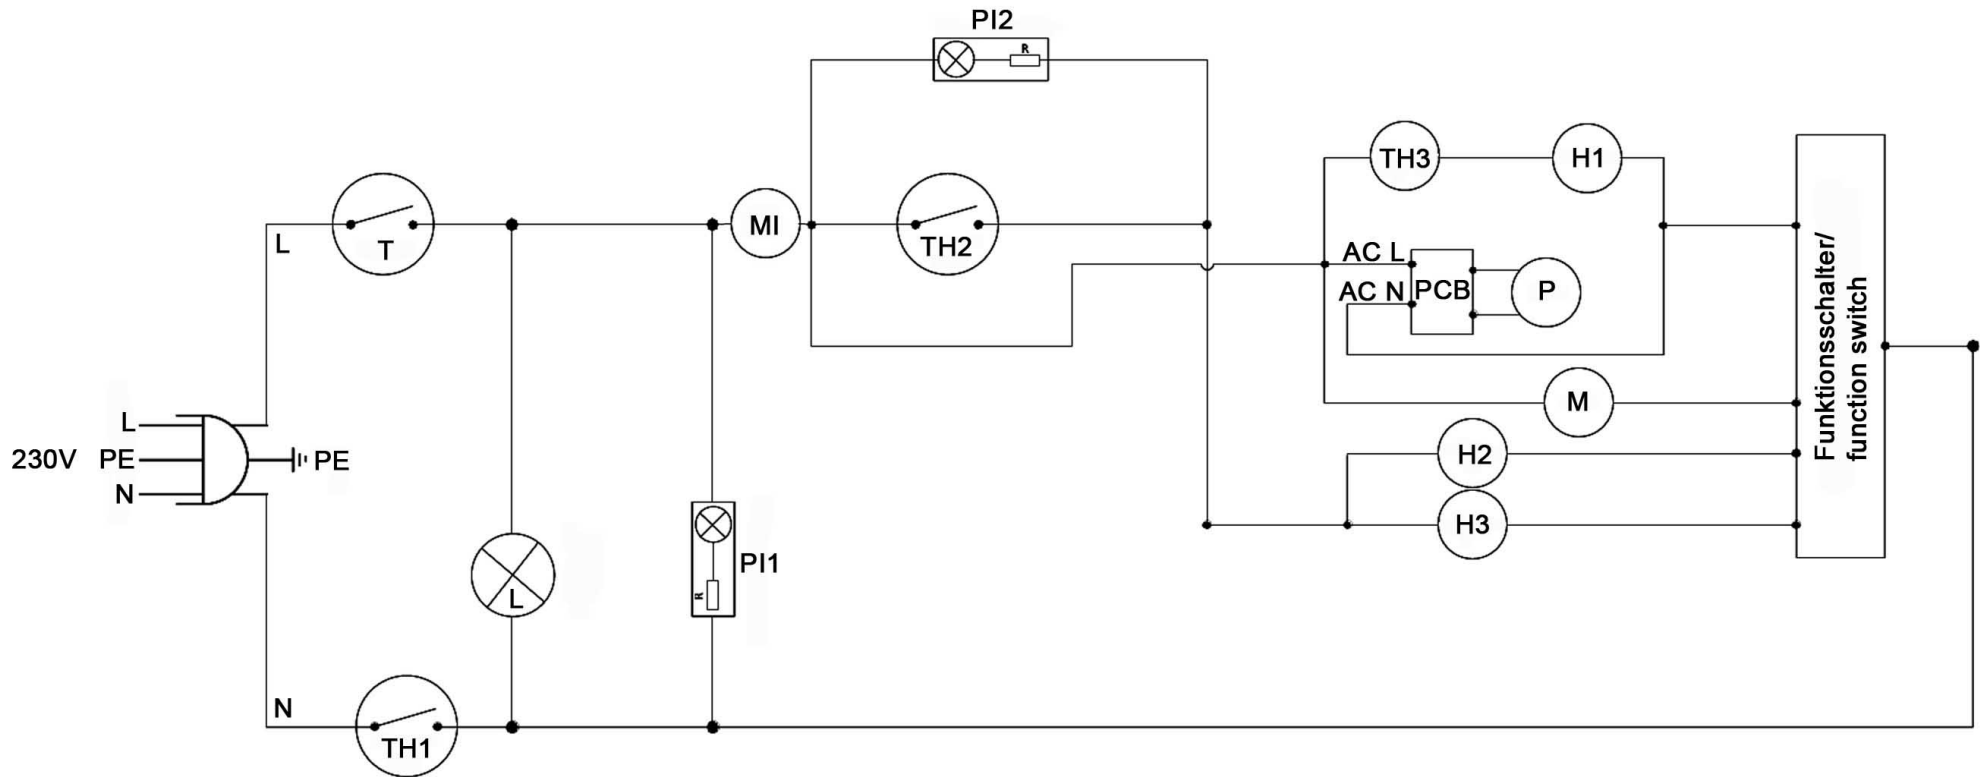 PI2
R
TH3
H1
MI
L
T
TH2
AC L
AC N
PCB
P
Funktionsschalter/
function switch
M
L
230V
PE
PE
N
H2
H3
PI1
R
L
N
TH1